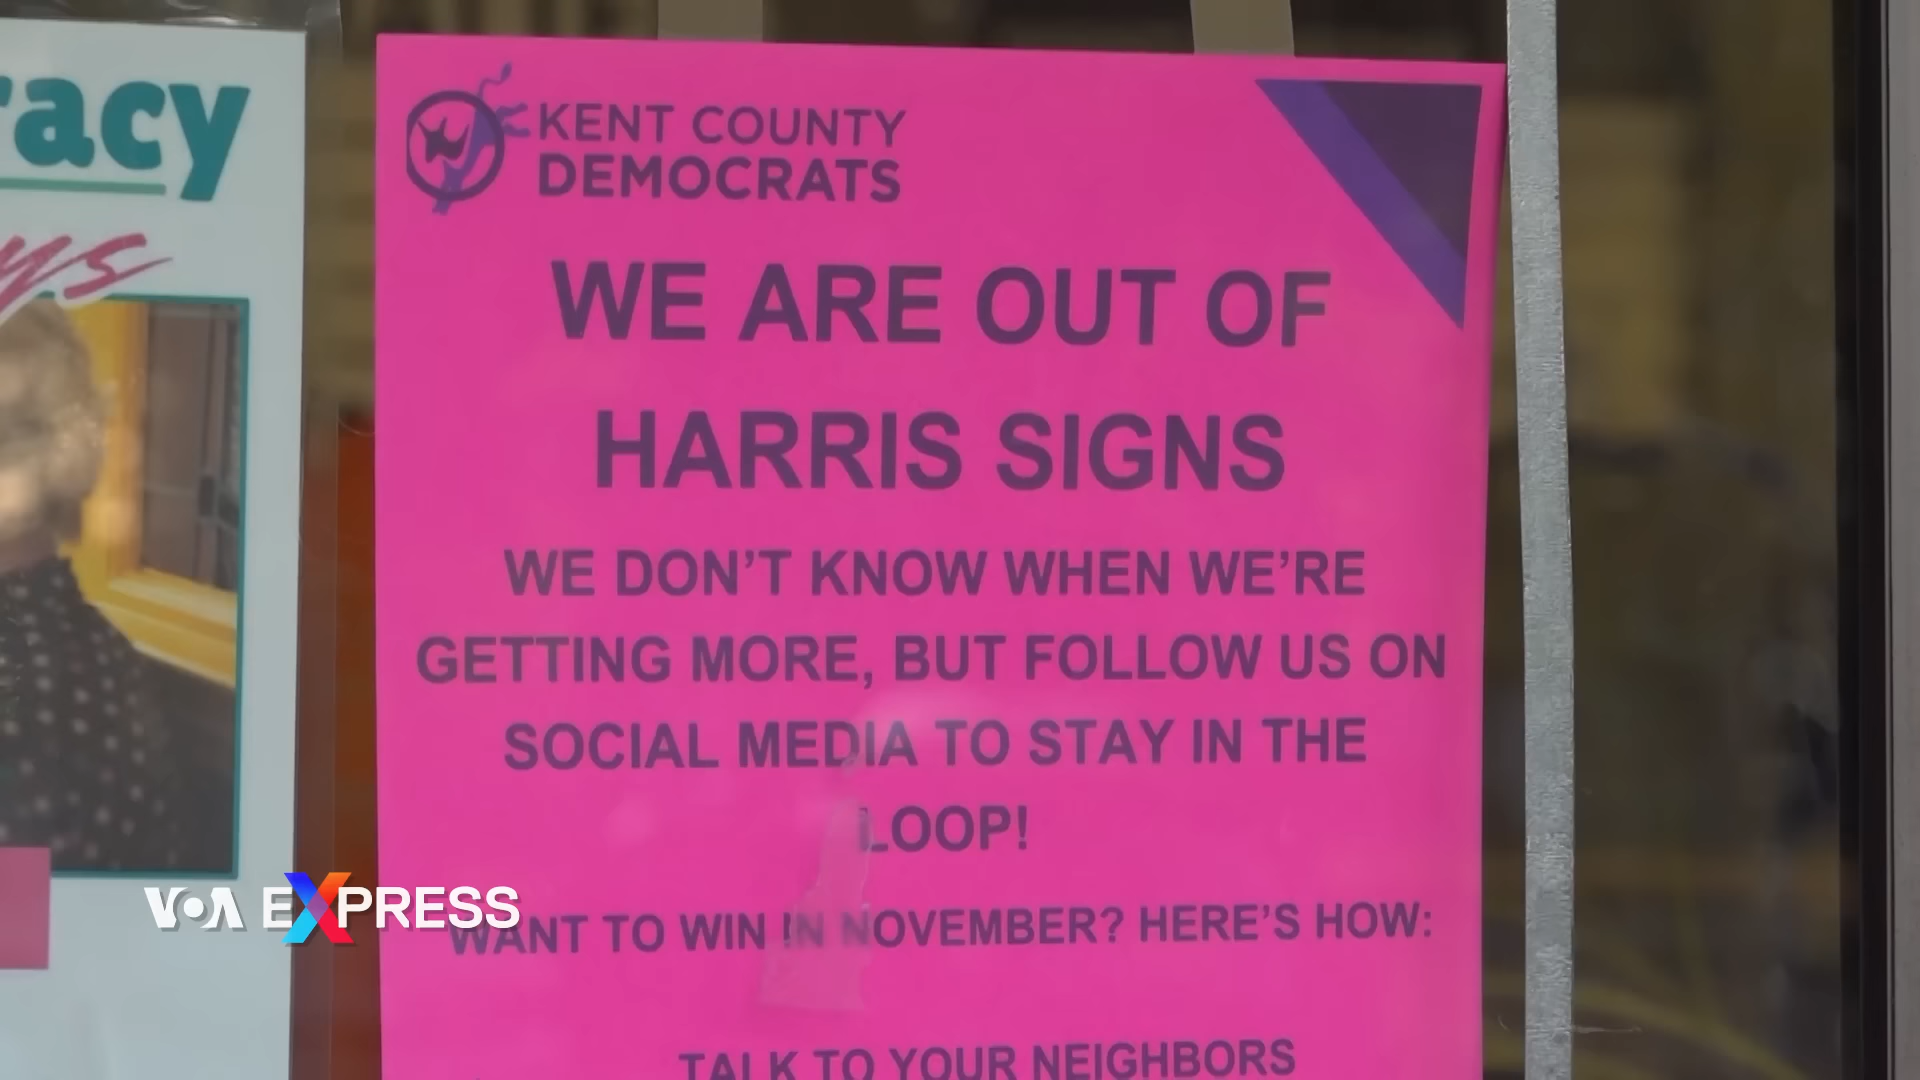 racy
ys
KENT COUNTY
DEMOCRATS
WE ARE OUT OF
HARRIS SIGNS
WE DON'T KNOW WHEN WE'RE
GETTING MORE, BUT FOLLOW US ON
SOCIAL MEDIA TO STAY IN THE
LOOP!
WANT TO WIN IN NOVEMBER? HERE'S HOW:
TALK TO YOUR NEIGHBORS
VOA EXPRESS